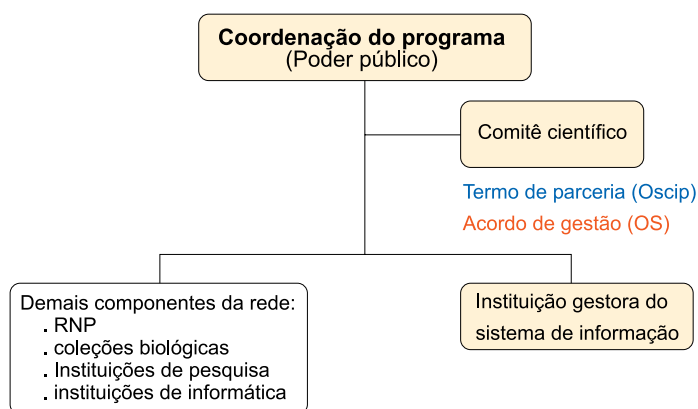 Coordenação do programa
(Poder público)
Comitê científico
Termo de parceria (Oscip)
Acordo de gestão (OS)
Demais componentes da rede:
. RNP
. coleções biológicas
. Instituições de pesquisa
. instituições de informática
Instituição gestora do
sistema de informação